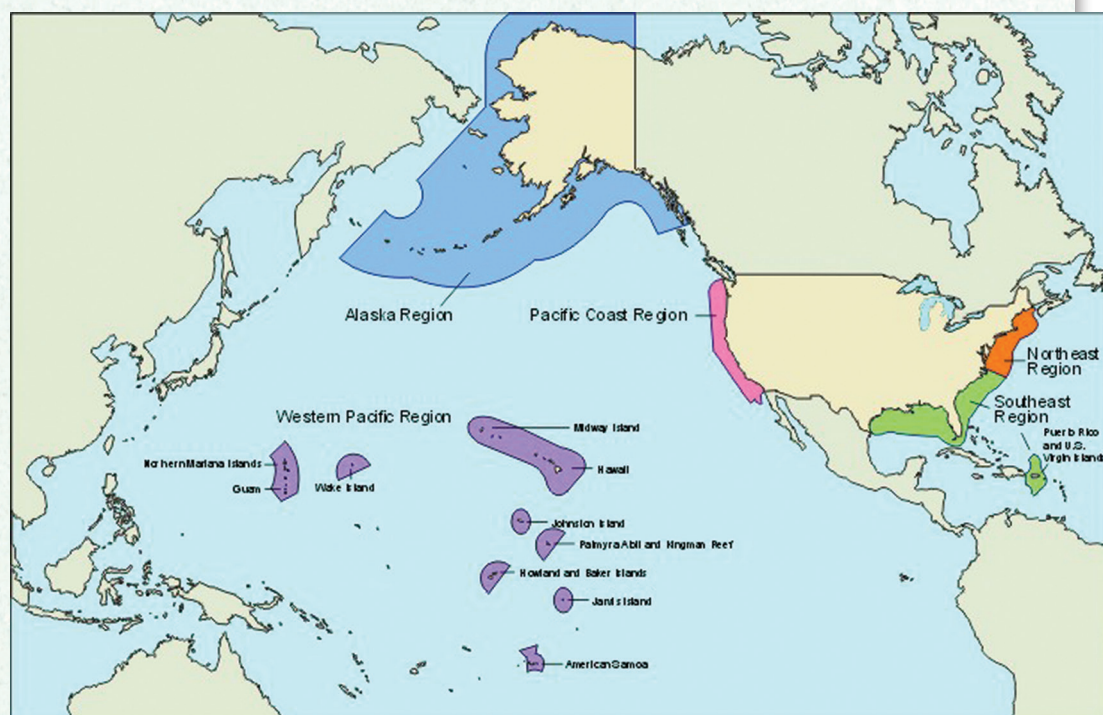 Alaska Region
Pacific Coast Region
Northeast
Region
Southeast
Region
Puerto Rico
and U.S.
Virgin Islands
Western Pacific Region
Midway Island
Northern Mariana Islands
Guam
Wake Island
Hawaii
Johnston Island
Palmyra Atoll and Kingman Reef
Howland and Baker Islands
Jarvis Island
American Samoa